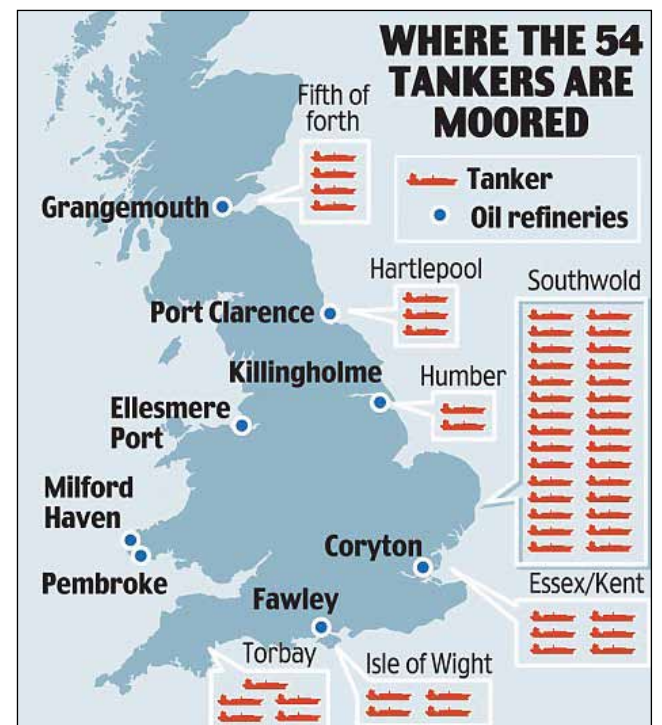 WHERE THE 54
TANKERS ARE
MOORED
Tanker
Oil refineries
Fifth of
forth
Grangemouth
Hartlepool
Southwold
Port Clarence
Killingholme
Humber
Ellesmere
Port
Milford
Haven
Pembroke
Coryton
Essex/Kent
Fawley
Torbay
Isle of Wight